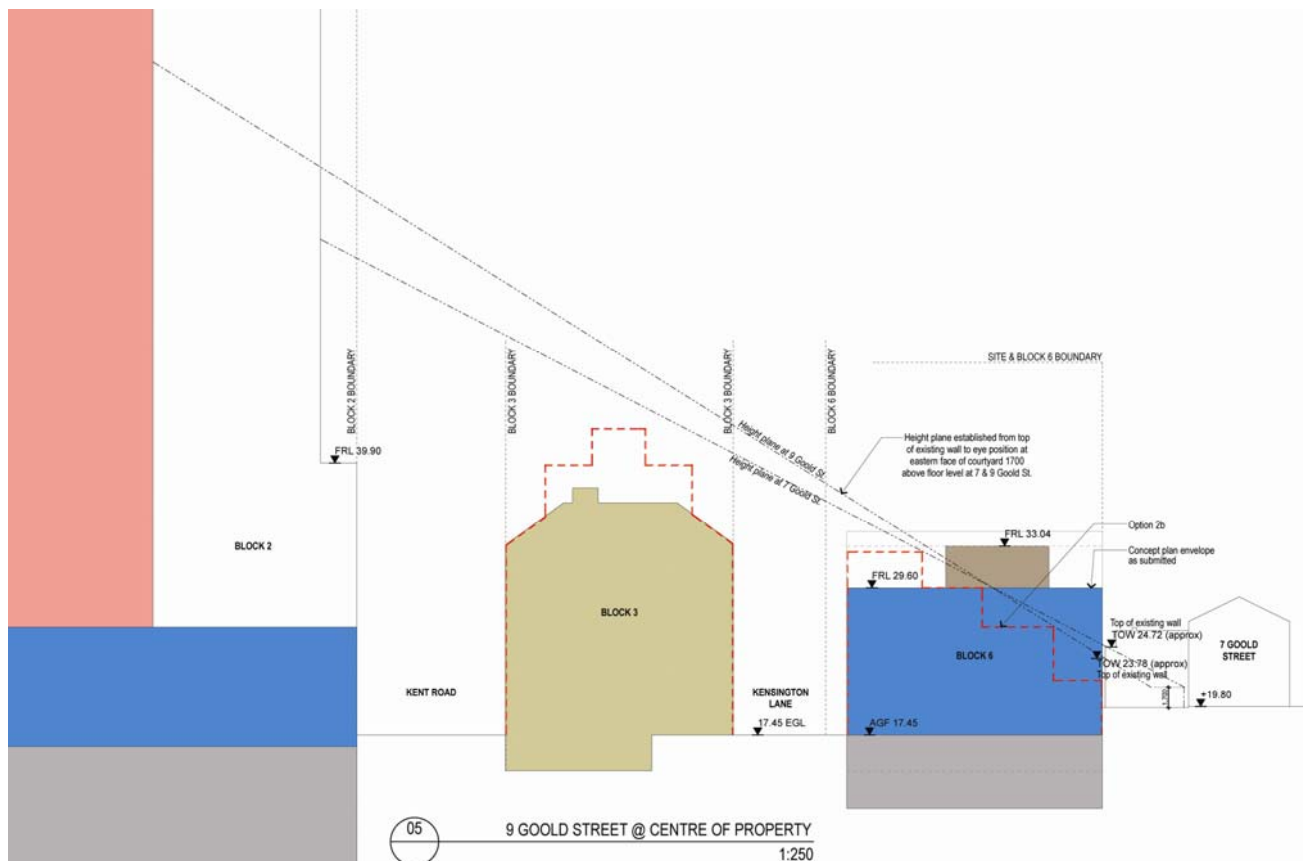 BLOCK 2 BOUNDARY
BLOCK 3 BOUNDARY
BLOCK 3 BOUNDARY
BLOCK 6 BOUNDARY
SITE & BLOCK 6 BOUNDARY
Height plane at 9 Goold St.
Height plane at 7 Goold St.
Height plane established from top
of existing wall to eye position at
eastern face of courtyard 1700
above floor level at 7 & 9 Goold St.
FRL 39.90
Option 2b
FRL 33.04
Concept plan envelope
as submitted
BLOCK 2
FRL 29.60
BLOCK 3
Top of existing wall
TOW 24.72 (approx)
7 GOOLD
STREET
BLOCK 6
TOW 23.78 (approx)
Top of existing wall
KENT ROAD
KENSINGTON
LANE
1,700
+19.80
17.45 EGL
AGF 17.45
05
9 GOOLD STREET @ CENTRE OF PROPERTY
1:250